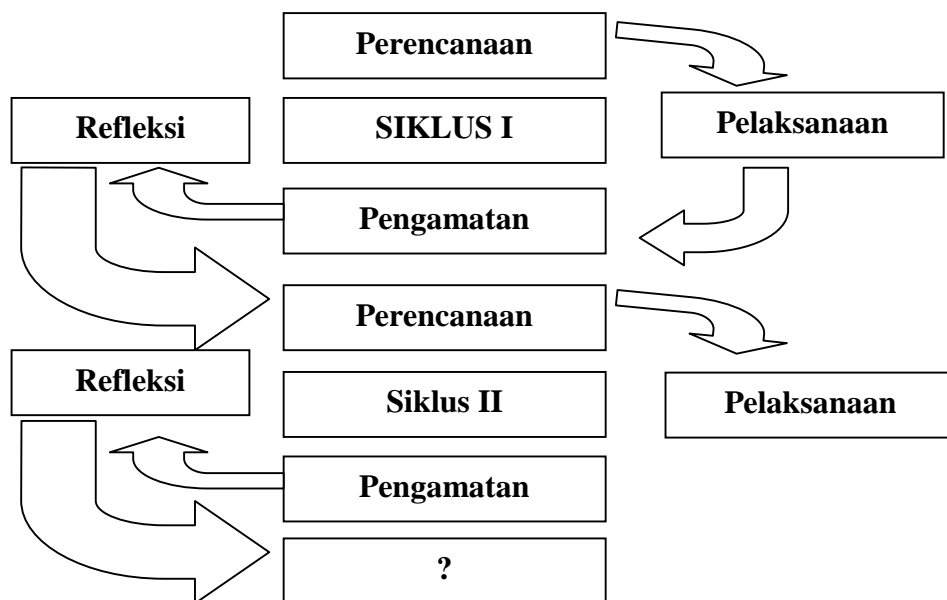 Perencanaan
Refleksi
SIKLUS I
Pelaksanaan
Pengamatan
Perencanaan
Refleksi
Siklus II
Pelaksanaan
Pengamatan
?